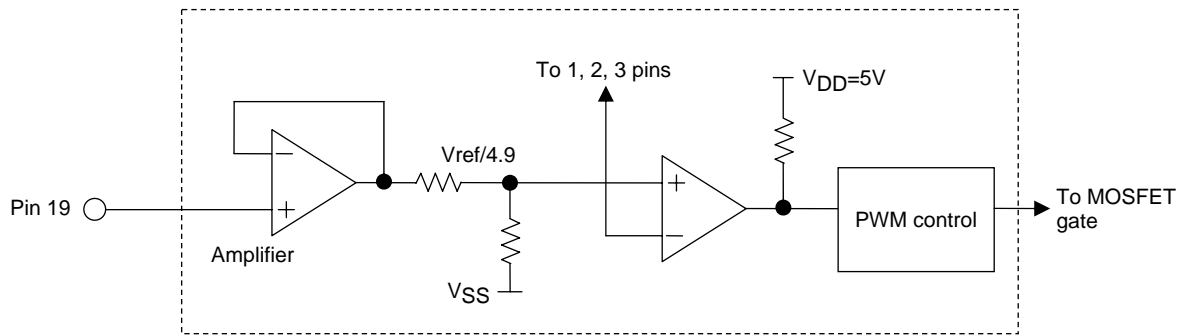 To 1, 2, 3 pins
VDD=5V
Vref/4.9
−
+
+
−
Pin 19
Amplifier
VSS
PWM control
To MOSFET
gate